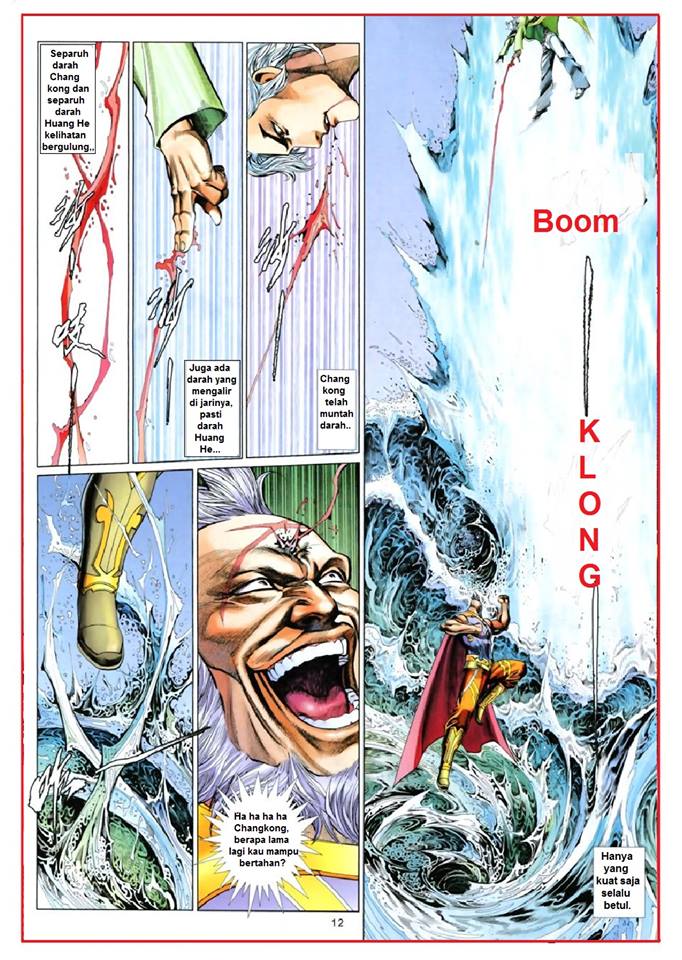 Separuh
darah
Chang
kong dan
separuh
darah
Huang He
kelihatan
bergulung,.
Juga ada
darah yang
mengalir
di jarinya,
pasti
darah
Huang
He...
Chang
kong
telah
muntah
darah..
Ha ha ha ha
Changkong,
berapa lama
lagi kau mampu
bertahan?
Boom
K
L
O
N
G
Hanya
yang
kuat saja
selalu
betul.
12